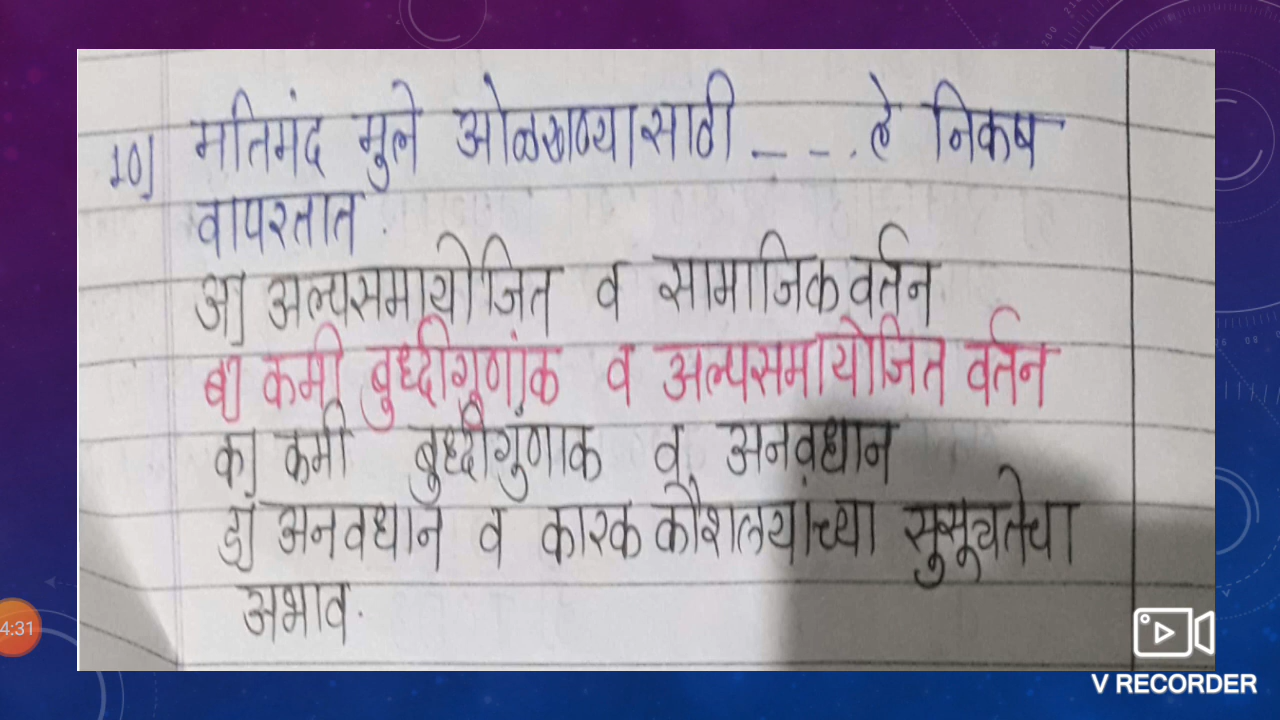 10) मतिमंद मुले ओळखण्यासाठी _ _ . हे निकष
वापरतात.
अ) अल्पसमायोजित व सामाजिक वर्तन
ब) कमी बुध्दीगुणांक व अल्पसमायोजित वर्तन
क) कमी बुध्दीगुंणाक व अनवधान
ड) अनवधान व कारक कौशलयांच्या सुसूत्रतेचा
अभाव.
4:31
V RECORDER